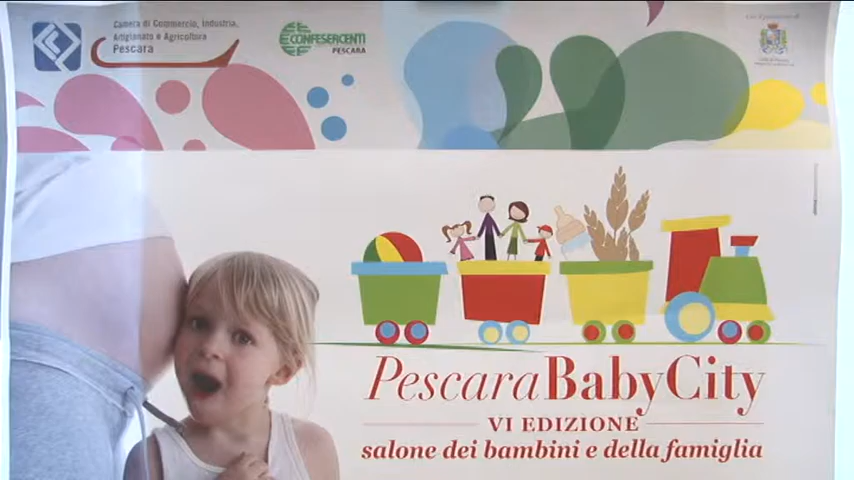 Camera di Commercio, Industria,
Artigianato e Agricoltura
Pescara
CONFESERCENTI
PESCARA
PescaraBabyCity
VI EDIZIONE
salone dei bambini e della famiglia